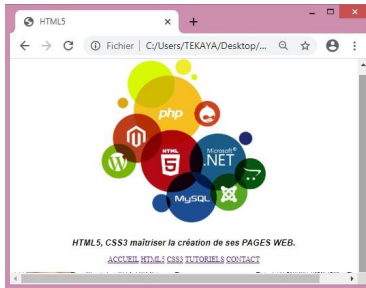 HTML5
Fichier | C:/Users/TEKAYA/Desktop/...
php
HTML
5
Microsoft®
.NET
MySQL
HTML5, CSS3 maîtriser la création de ses PAGES WEB.
ACCUEIL HTML5 CSS3 TUTORIELS CONTACT